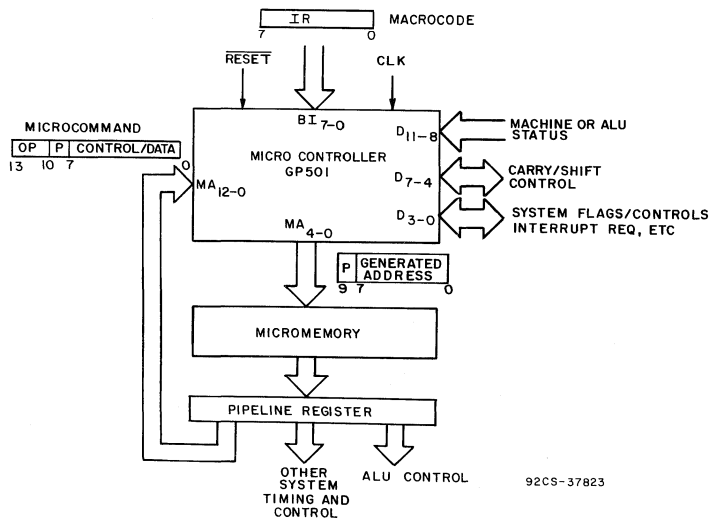 IR
MACROCODE
7 0
RESET
CLK
MICROCOMMAND
OP P CONTROL/DATA
13 10 7 0
BI7-0
MICRO CONTROLLER
GP501
D11-8
MACHINE OR ALU
STATUS
D7-4
CARRY/SHIFT
CONTROL
D3-0
SYSTEM FLAGS/CONTROLS
INTERRUPT REQ, ETC
MA12-0
MA4-0
P GENERATED
ADDRESS
9 7 0
MICROMEMORY
PIPELINE REGISTER
OTHER
SYSTEM
TIMING AND
CONTROL
ALU CONTROL
92CS-37823